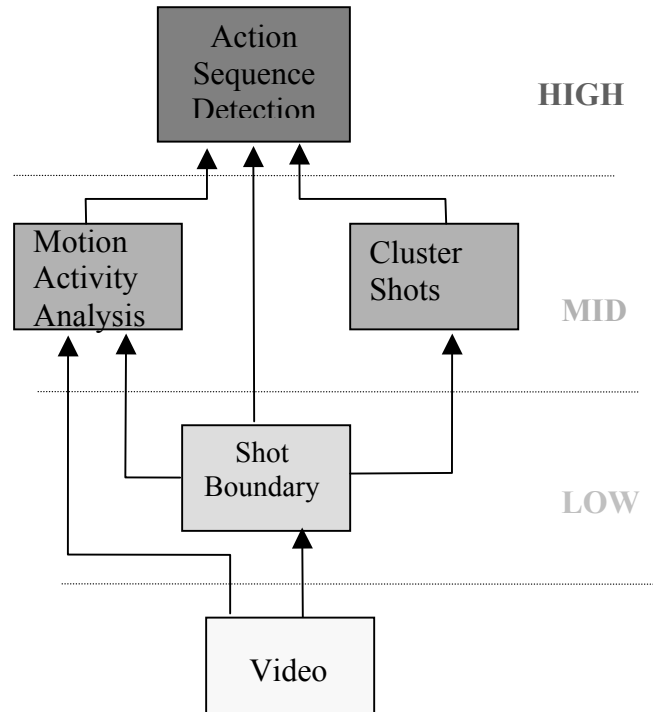 Action
Sequence
Detection
HIGH
Motion
Activity
Analysis
Cluster
Shots
MID
Shot
Boundary
LOW
Video